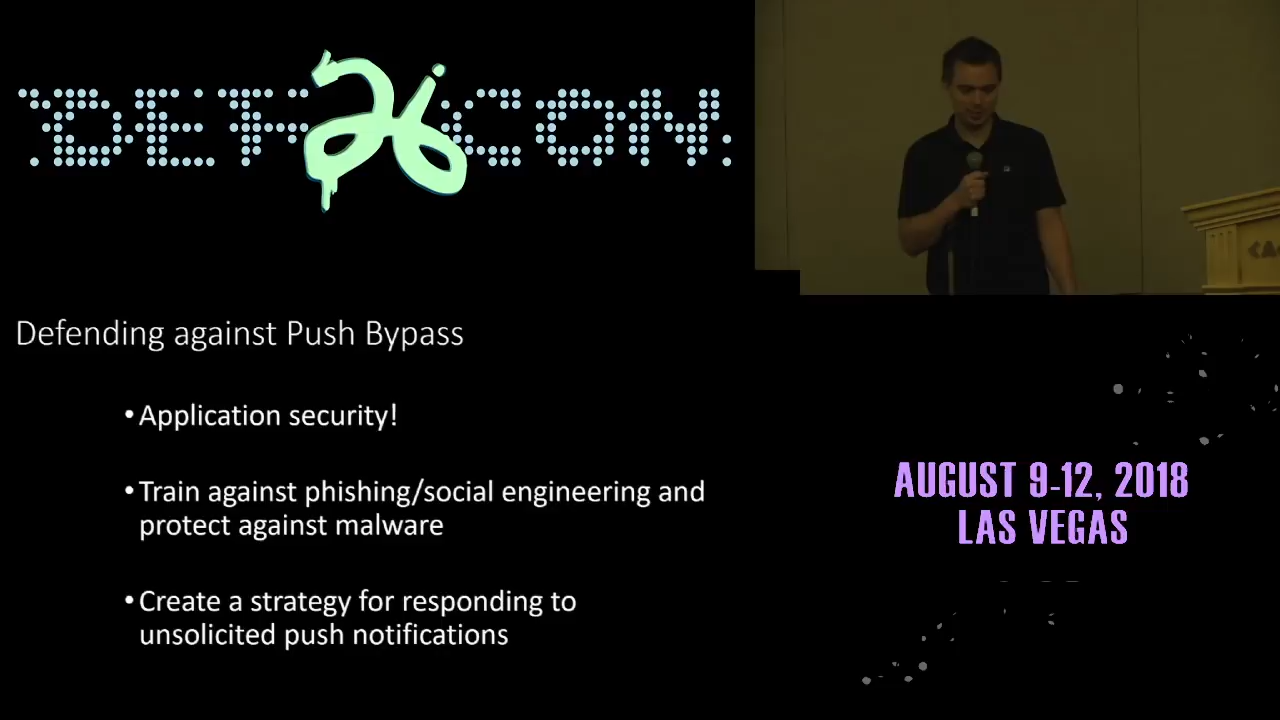 DEF 26 CON
Defending against Push Bypass
• Application security!
• Train against phishing/social engineering and
protect against malware
• Create a strategy for responding to
unsolicited push notifications
AUGUST 9-12, 2018
LAS VEGAS